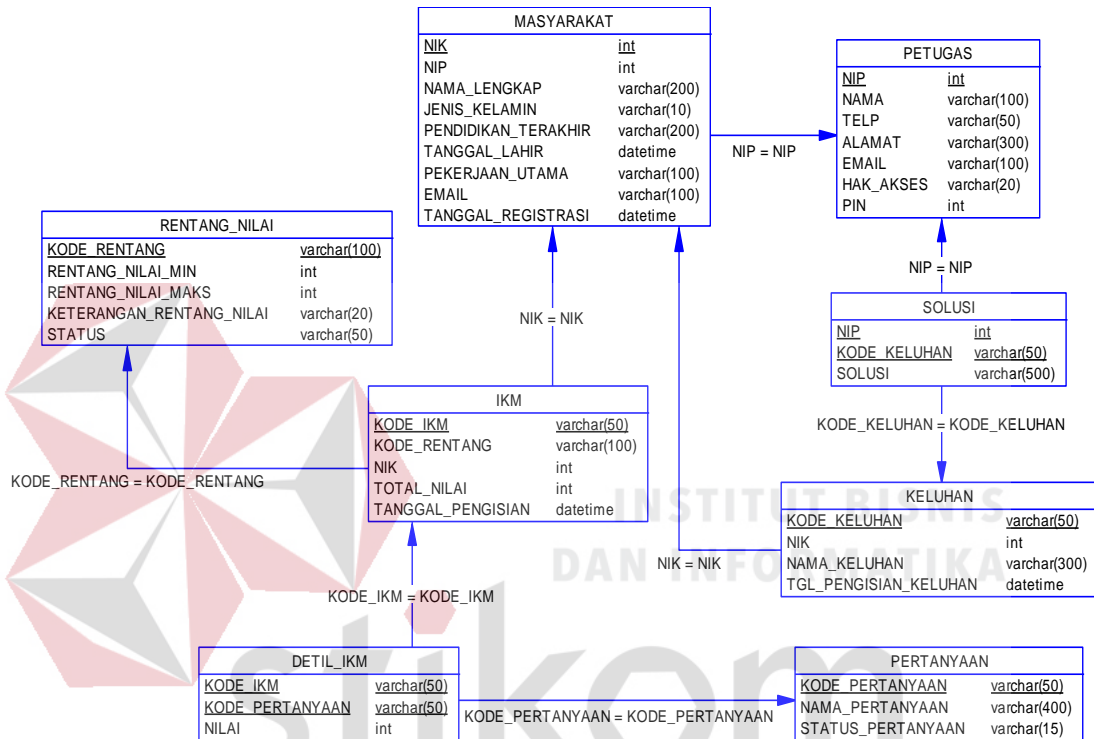 MASYARAKAT
NIK int
NIP int
NAMA_LENGKAP varchar(200)
JENIS_KELAMIN varchar(10)
PENDIDIKAN_TERAKHIR varchar(200)
TANGGAL_LAHIR datetime
PEKERJAAN_UTAMA varchar(100)
EMAIL varchar(100)
TANGGAL_REGISTRASI datetime
NIP = NIP
PETUGAS
NIP int
NAMA varchar(100)
TELP varchar(50)
ALAMAT varchar(300)
EMAIL varchar(100)
HAK_AKSES varchar(20)
PIN int
RENTANG_NILAI
KODE_RENTANG varchar(100)
RENTANG_NILAI_MIN int
RENTANG_NILAI_MAKS int
KETERANGAN_RENTANG_NILAI varchar(20)
STATUS varchar(50)
NIK = NIK
NIP = NIP
SOLUSI
NIP int
KODE_KELUHAN varchar(50)
SOLUSI varchar(500)
IKM
KODE_IKM varchar(50)
KODE_RENTANG varchar(100)
NIK int
TOTAL_NILAI int
TANGGAL_PENGISIAN datetime
KODE_RENTANG = KODE_RENTANG
KODE_KELUHAN = KODE_KELUHAN
KELUHAN
KODE_KELUHAN varchar(50)
NIK int
NAMA_KELUHAN varchar(300)
TGL_PENGISIAN_KELUHAN datetime
NIK = NIK
INSTITUT BISNIS
DAN INFORMATIKA
stikom
KODE_IKM = KODE_IKM
DETIL_IKM
KODE_IKM varchar(50)
KODE_PERTANYAAN varchar(50)
NILAI int
KODE_PERTANYAAN = KODE_PERTANYAAN
PERTANYAAN
KODE_PERTANYAAN varchar(50)
NAMA_PERTANYAAN varchar(400)
STATUS_PERTANYAAN varchar(15)